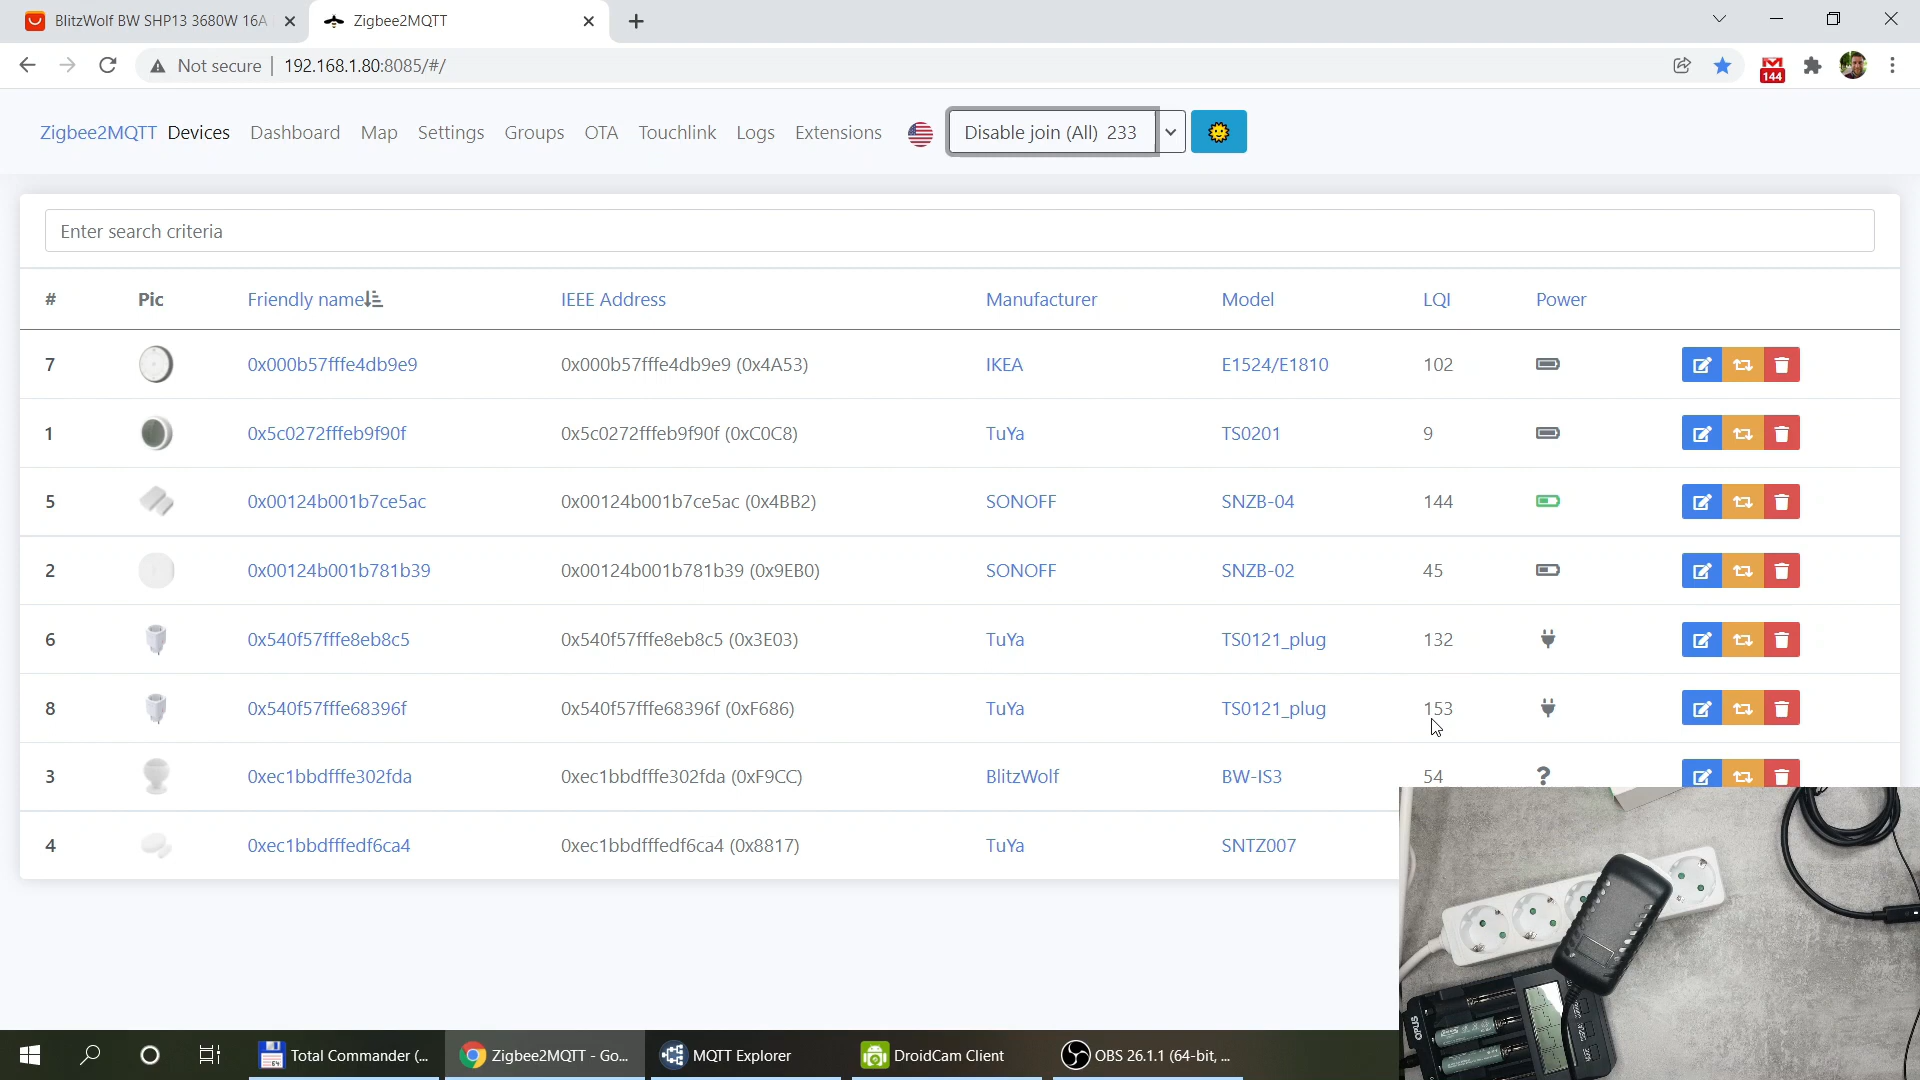 BlitzWolf BW SHP13 3680W 16A
Zigbee2MQTT
Not secure
192.168.1.80:8085/#/
144
Zigbee2MQTT Devices Dashboard Map Settings Groups OTA Touchlink Logs Extensions Disable join (All) 233
Enter search criteria
# Pic Friendly name IEEE Address Manufacturer Model LQI Power
7 0x000b57fffe4db9e9 0x000b57fffe4db9e9 (0x4A53) IKEA E1524/E1810 102
1 0x5c0272fffeb9f90f 0x5c0272fffeb9f90f (0xC0C8) TuYa TS0201 9
5 0x00124b001b7ce5ac 0x00124b001b7ce5ac (0x4BB2) SONOFF SNZB-04 144
2 0x00124b001b781b39 0x00124b001b781b39 (0x9EB0) SONOFF SNZB-02 45
6 0x540f57fffe8eb8c5 0x540f57fffe8eb8c5 (0x3E03) TuYa TS0121_plug 132
8 0x540f57fffe68396f 0x540f57fffe68396f (0xF686) TuYa TS0121_plug 153
3 0xec1bbdfffe302fda 0xec1bbdfffe302fda (0xF9CC) BlitzWolf BW-IS3 54 ?
4 0xec1bbdfffedf6ca4 0xec1bbdfffedf6ca4 (0x8817) TuYa SNTZ007
OPUS
Total Commander (...
Zigbee2MQTT - Go...
MQTT Explorer
DroidCam Client
OBS 26.1.1 (64-bit, ...